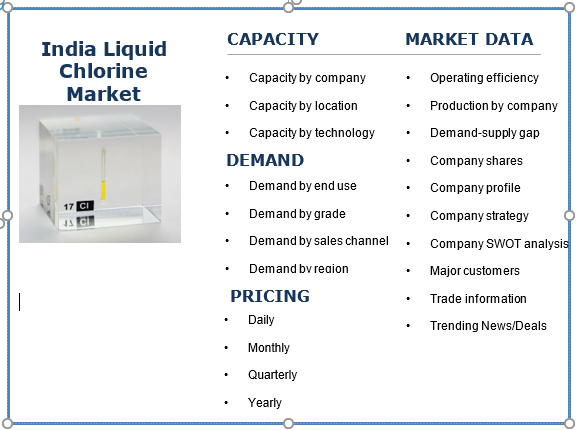 India Liquid
Chlorine
Market
17 Cl
CAPACITY
Capacity by company
Capacity by location
Capacity by technology
DEMAND
Demand by end use
Demand by grade
Demand by sales channel
Demand by region
PRICING
Daily
Monthly
Quarterly
Yearly
MARKET DATA
Operating efficiency
Production by company
Demand-supply gap
Company shares
Company profile
Company strategy
Company SWOT analysis
Major customers
Trade information
Trending News/Deals